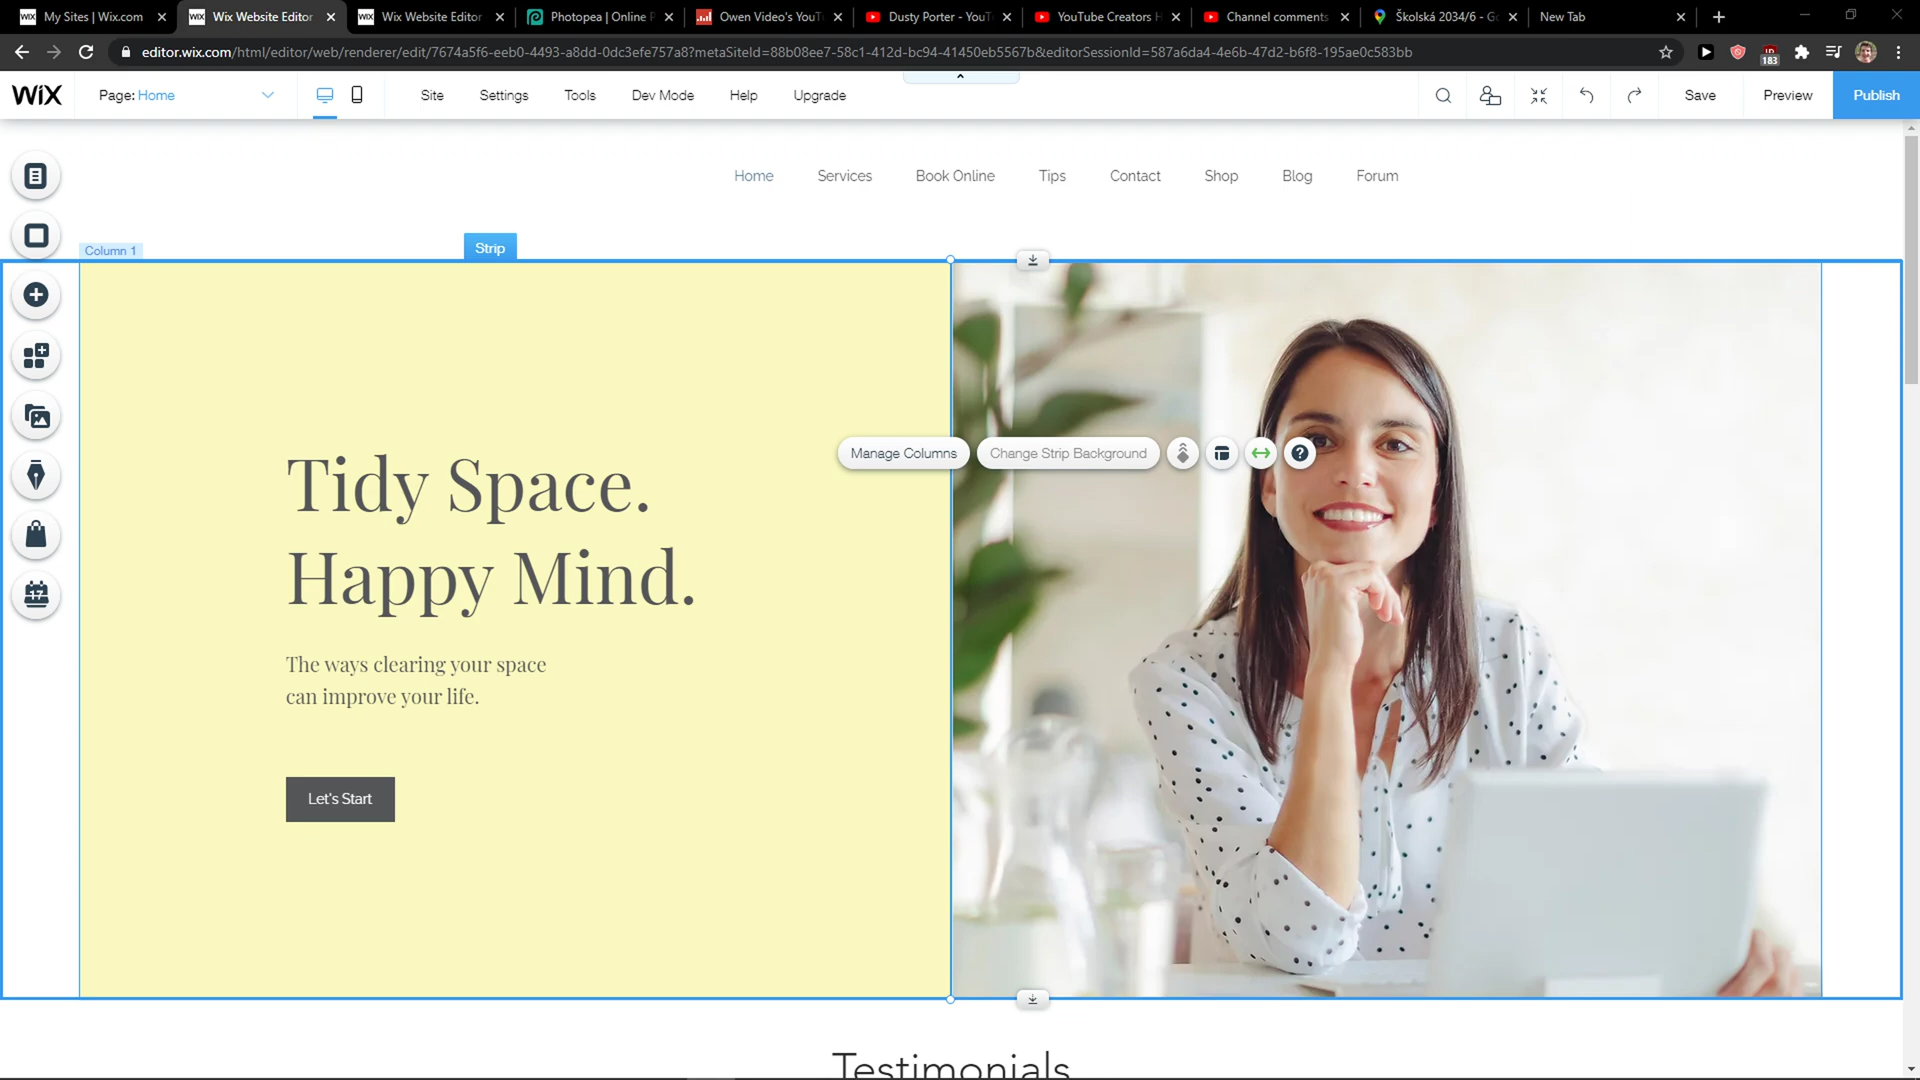 My Sites | Wix.com
Wix Website Editor
Wix Website Editor
Photopea | Online P
Owen Video's YouT
Dusty Porter - YouT
YouTube Creators H
Channel comments
Školská 2034/6 - Go
New Tab
editor.wix.com/html/editor/web/renderer/edit/7674a5f6-eeb0-4493-a8dd-0dc3efe757a8?metaSiteId=88b08ee7-58c1-412d-bc94-41450eb5567b&editorSessionId=587a6da4-4e6b-47d2-b6f8-195ae0c583bb
183
WiX
Page: Home
Site
Settings
Tools
Dev Mode
Help
Upgrade
Save
Preview
Publish
Home
Services
Book Online
Tips
Contact
Shop
Blog
Forum
Column 1
Strip
Manage Columns
Change Strip Background
?
17
Tidy Space.
Happy Mind.
The ways clearing your space
can improve your life.
Let's Start
Testimonials